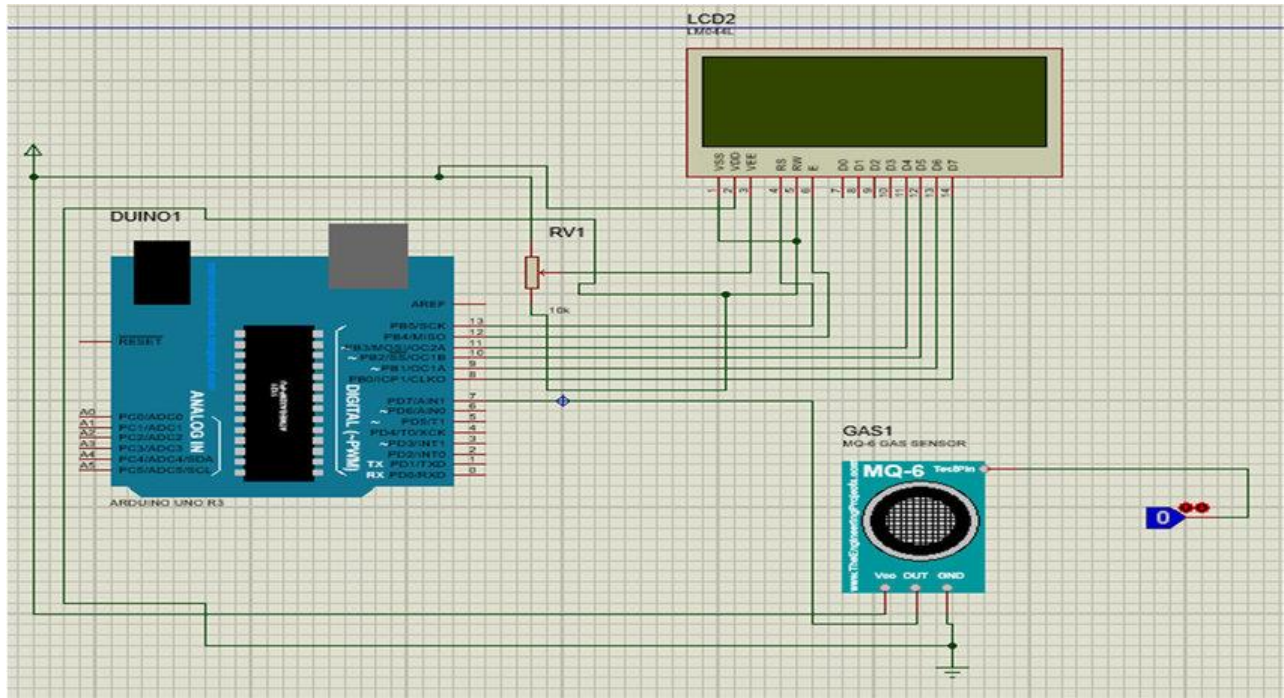 LCD2
LM044L
VSS
VDD
VEE
RS
RW
E
D0
D1
D2
D3
D4
D5
D6
D7
1
2
3
4
5
6
7
8
9
10
11
12
13
14
DUINO1
RV1
10k
AREF
RESET
PB5/SCK 13
PB4/MISO 12
PB3/MOSI/OC2A 11
~ PB2/SS/OC1B 10
~ PB1/OC1A 9
PB0/ICP1/CLKO 8
PD7/AIN1 7
~ PD6/AIN0 6
~ PD5/T1 5
PD4/T0/XCK 4
~ PD3/INT1 3
PD2/INT0 2
TX PD1/TXD 1
RX PD0/RXD 0
DIGITAL (~PWM)
ANALOG IN
A0 PC0/ADC0
A1 PC1/ADC1
A2 PC2/ADC2
A3 PC3/ADC3
A4 PC4/ADC4/SDA
A5 PC5/ADC5/SCL
1121
ARDUINO UNO R3
GAS1
MQ-6 GAS SENSOR
MQ-6 TestPin
www.TheEngineeringProjects.com
Vcc OUT GND
0